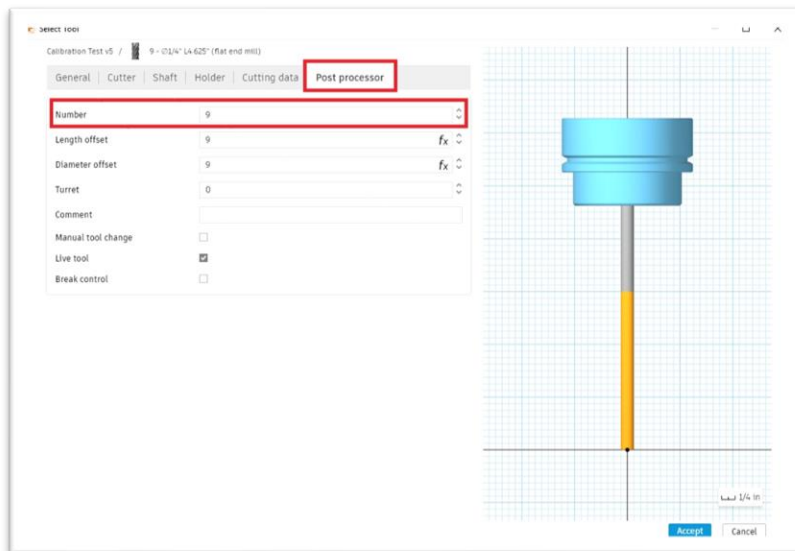 Select Tool
Calibration Test v5 / 9 - Ø1/4" L4.625" (flat end mill)
General | Cutter | Shaft | Holder | Cutting data | Post processor
Number 9
Length offset 9 fx
Diameter offset 9 fx
Turret 0
Comment
Manual tool change
Live tool
Break control
1/4 in
Accept Cancel